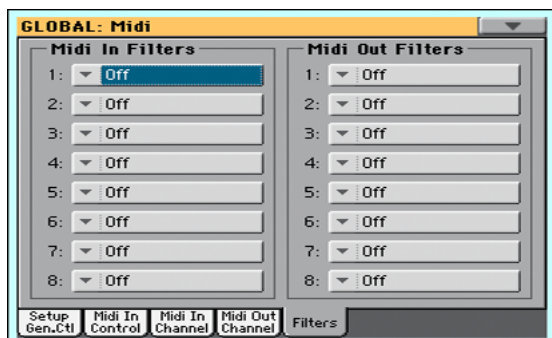 GLOBAL: Midi
Midi In Filters
1: Off
2: Off
3: Off
4: Off
5: Off
6: Off
7: Off
8: Off
Midi Out Filters
1: Off
2: Off
3: Off
4: Off
5: Off
6: Off
7: Off
8: Off
Setup
Gen.Ctl
Midi In
Control
Midi In
Channel
Midi Out
Channel
Filters